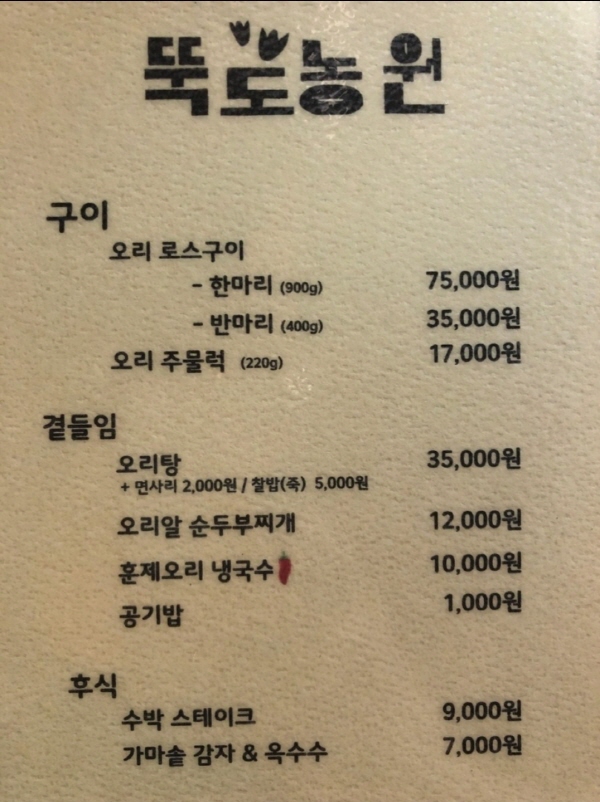 뚝도농원
구이
오리 로스구이
- 한마리 (900g) 75,000원
- 반마리 (400g) 35,000원
오리 주물럭 (220g) 17,000원
곁들임
오리탕 35,000원
+ 면사리 2,000원 / 찰밥(죽) 5,000원
오리알 순두부찌개 12,000원
훈제오리 냉국수 10,000원
공기밥 1,000원
후식
수박 스테이크 9,000원
가마솥 감자 & 옥수수 7,000원